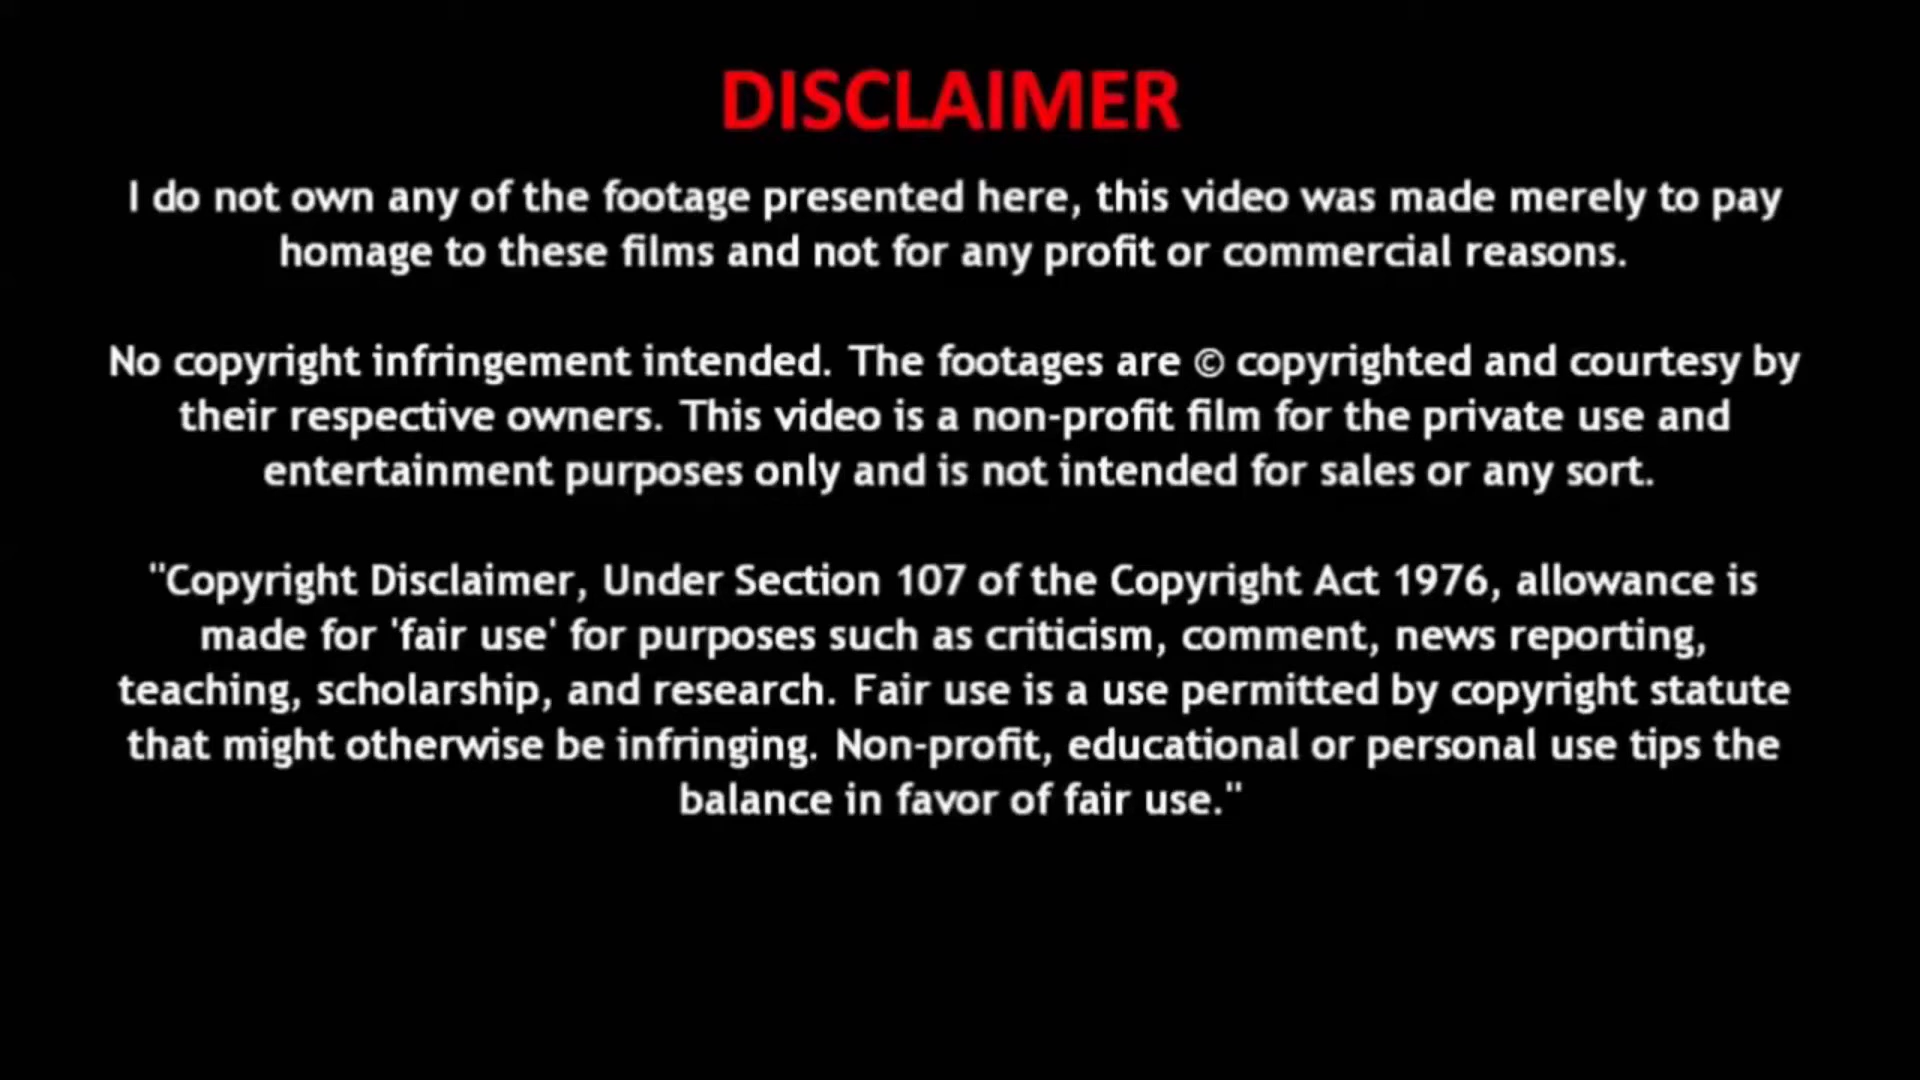 DISCLAIMER
I do not own any of the footage presented here, this video was made merely to pay
homage to these films and not for any profit or commercial reasons.
No copyright infringement intended. The footages are © copyrighted and courtesy by
their respective owners. This video is a non-profit film for the private use and
entertainment purposes only and is not intended for sales or any sort.
"Copyright Disclaimer, Under Section 107 of the Copyright Act 1976, allowance is
made for 'fair use' for purposes such as criticism, comment, news reporting,
teaching, scholarship, and research. Fair use is a use permitted by copyright statute
that might otherwise be infringing. Non-profit, educational or personal use tips the
balance in favor of fair use."